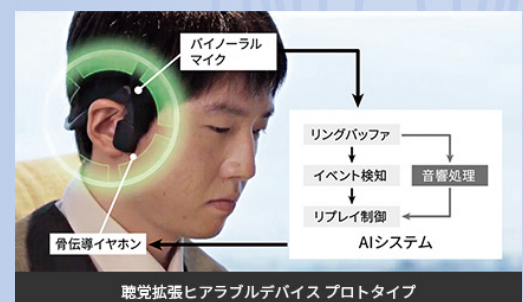 バイノーラル
マイク
リングバッファ
イベント検知
音響処理
リプレイ制御
AIシステム
骨伝導イヤホン
聴覚拡張ヒアラブルデバイス プロトタイプ